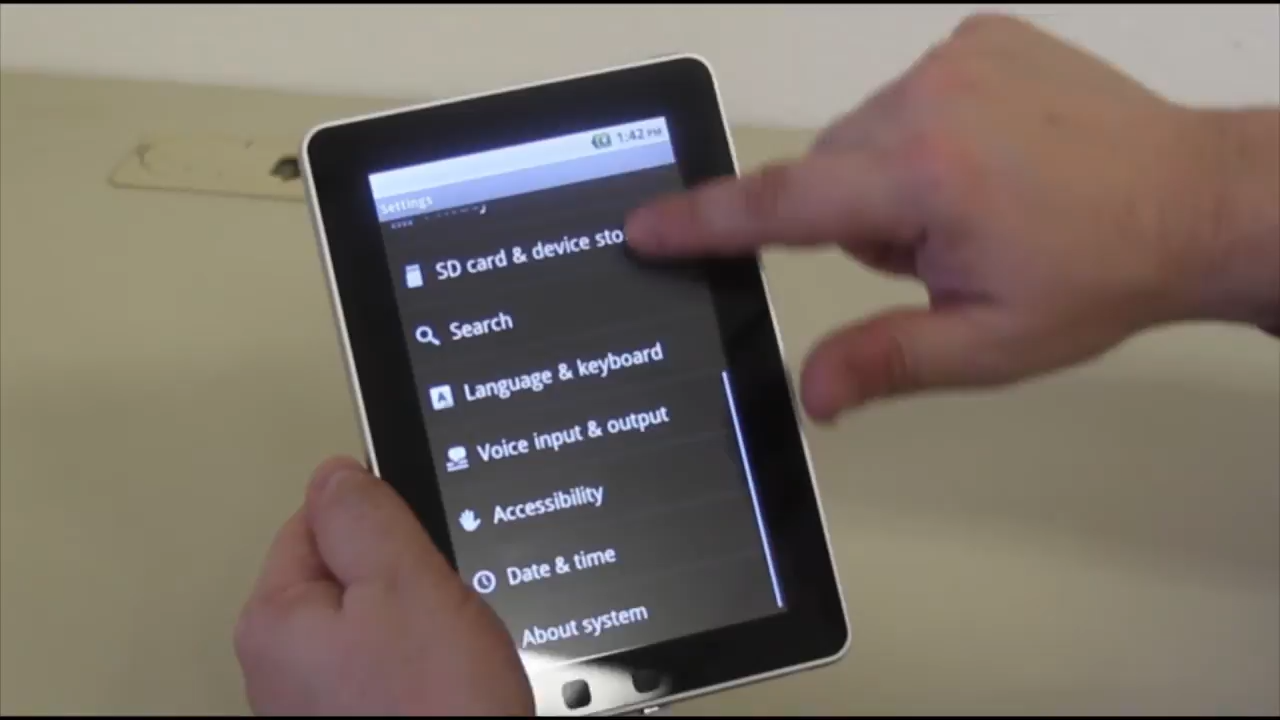 1:42 PM
Settings
SD card & device sto
Search
Language & keyboard
Voice input & output
Accessibility
Date & time
About system